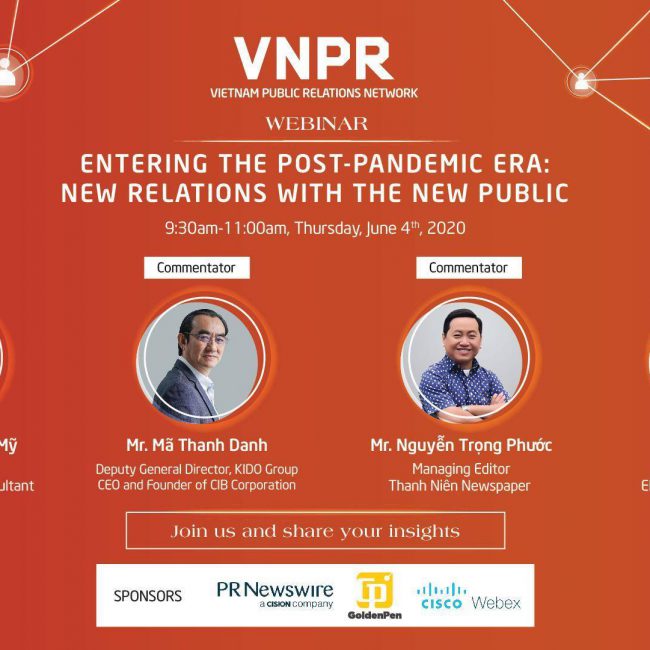 VNPR
VIETNAM PUBLIC RELATIONS NETWORK
WEBINAR
ENTERING THE POST-PANDEMIC ERA:
NEW RELATIONS WITH THE NEW PUBLIC
9:30am-11:00am, Thursday, June 4th, 2020
Commentator
Commentator
Mỹ
ultant
Mr. Mã Thanh Danh
Deputy General Director, KIDO Group
CEO and Founder of CIB Corporation
Mr. Nguyễn Trọng Phước
Managing Editor
Thanh Niên Newspaper
Join us and share your insights
SPONSORS
PR Newswire
a CISION company
GoldenPen
CISCO Webex